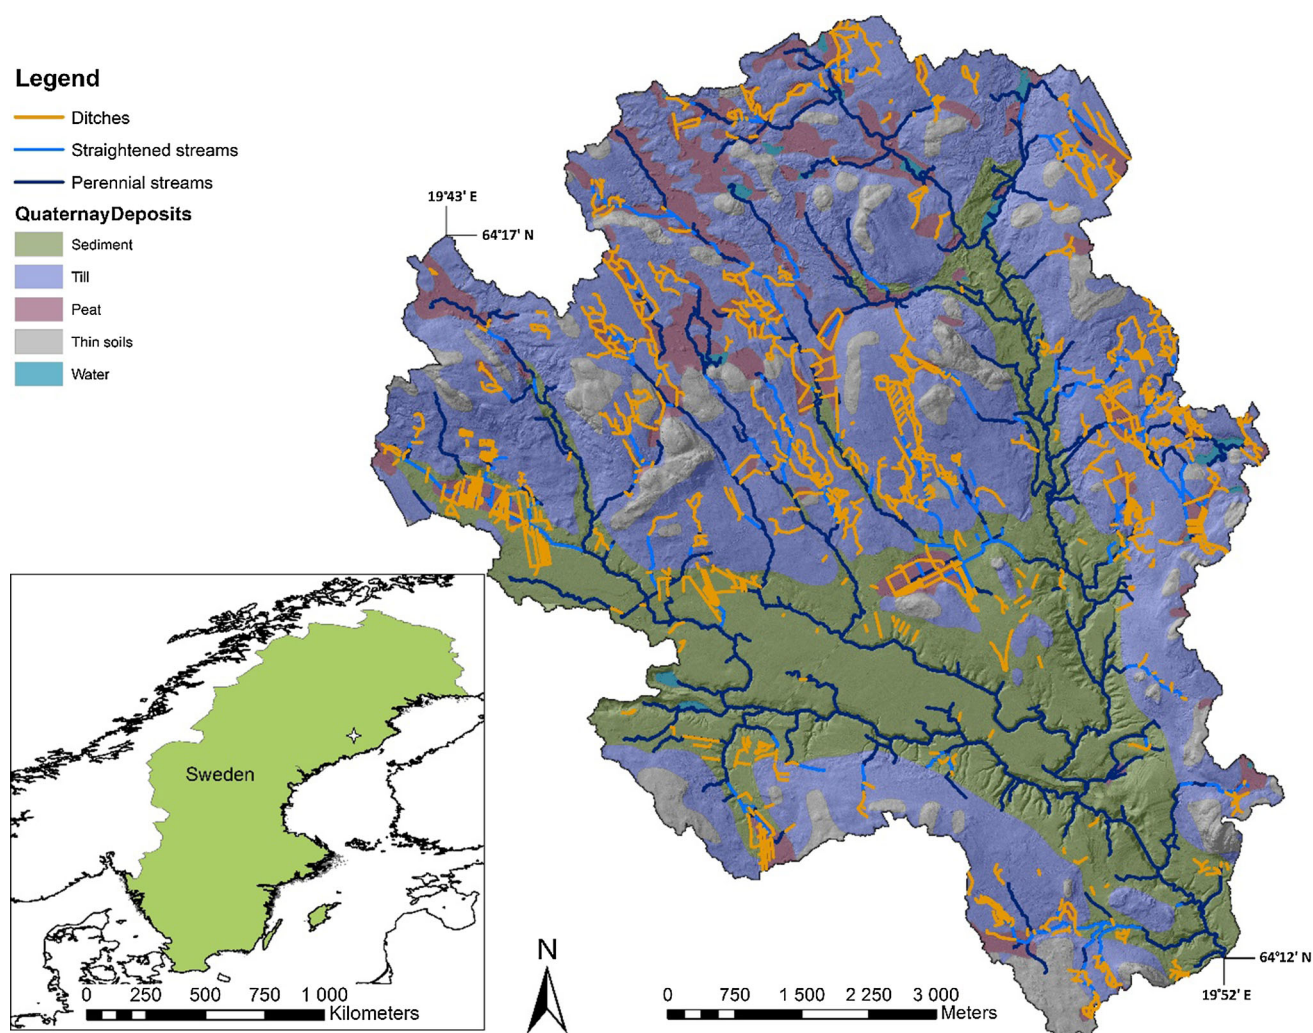 Legend
Ditches
Straightened streams
Perennial streams
QuaternayDeposits
Sediment
Till
Peat
Thin soils
Water
19°43' E
64°17' N
Sweden
0 250 500 750 1 000
Kilometers
N
0 750 1 500 2 250 3 000
Meters
64°12' N
19°52' E